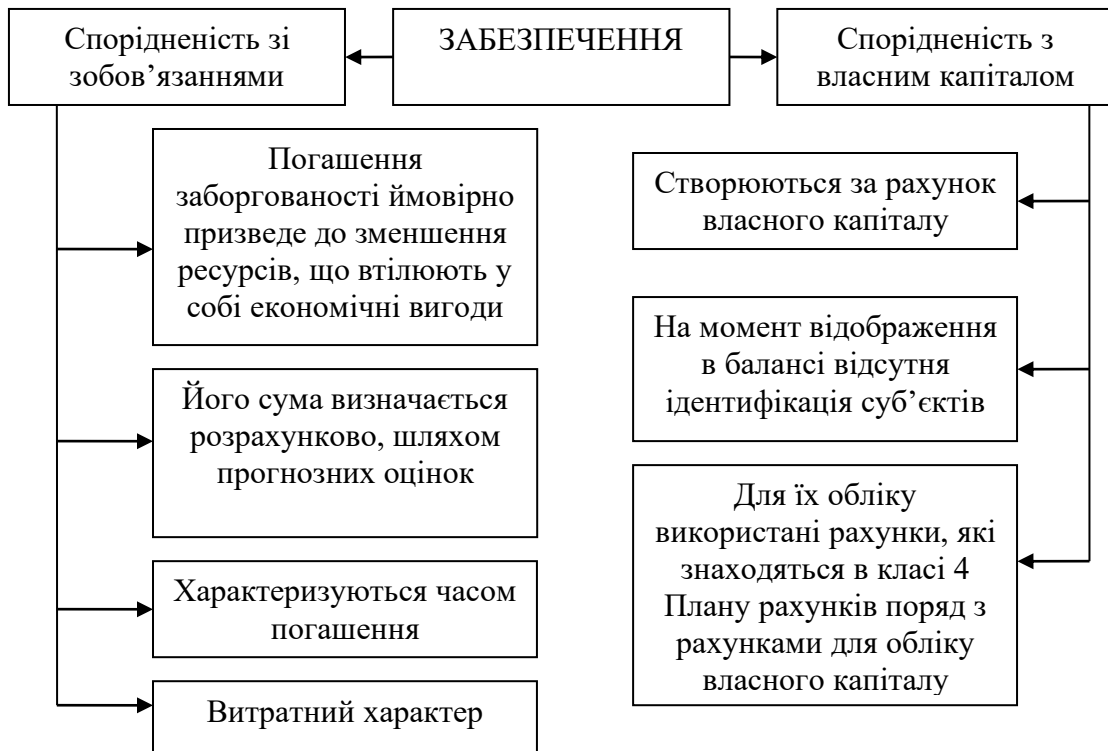 Спорідненість зі
зобов’язаннями
ЗАБЕЗПЕЧЕННЯ
Спорідненість з
власним капіталом
Погашення
заборгованості ймовірно
призведе до зменшення
ресурсів, що втілюють у
собі економічні вигоди
Його сума визначається
розрахунково, шляхом
прогнозних оцінок
Характеризуються часом
погашення
Витратний характер
Створюються за рахунок
власного капіталу
На момент відображення
в балансі відсутня
ідентифікація суб’єктів
Для їх обліку
використані рахунки, які
знаходяться в класі 4
Плану рахунків поряд з
рахунками для обліку
власного капіталу